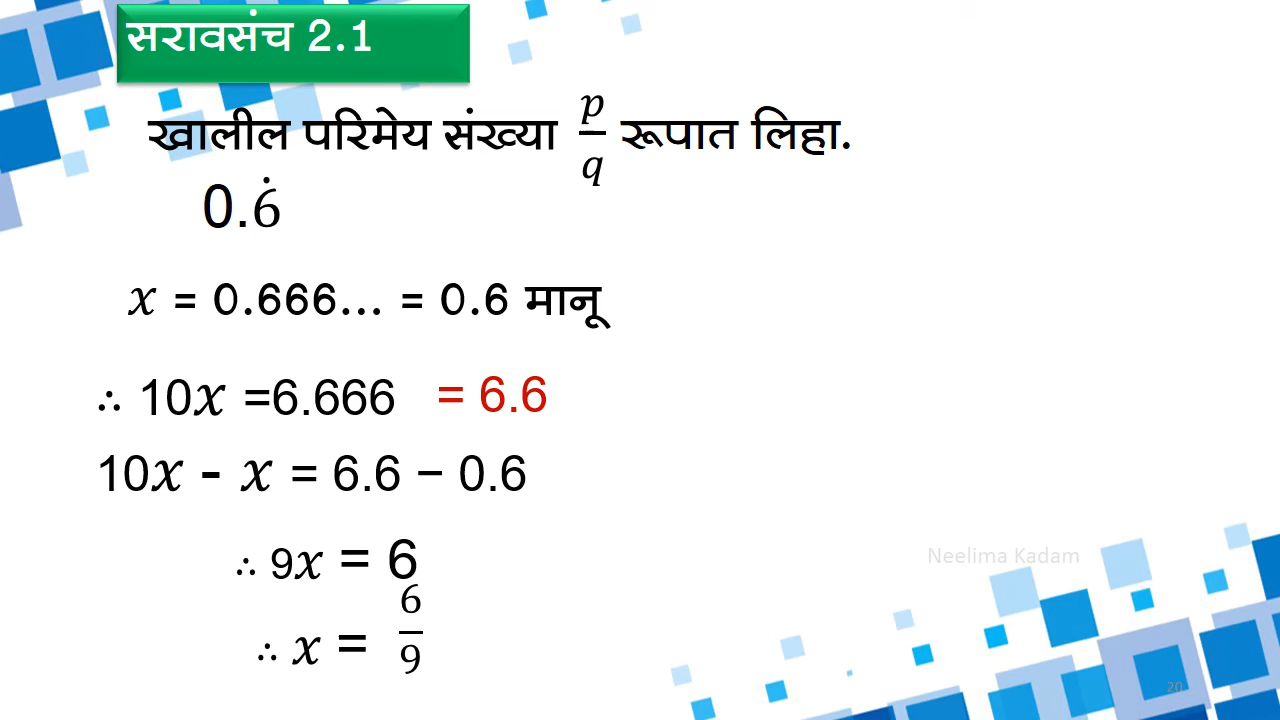 सरावसंच 2.1
खालील परिमेय संख्या p/q रूपात लिहा.
0.6̇
x = 0.666... = 0.6 मानू
∴ 10x =6.666 = 6.6
10x - x = 6.6 − 0.6
∴ 9x = 6
∴ x = 6/9
Neelima Kadam
20